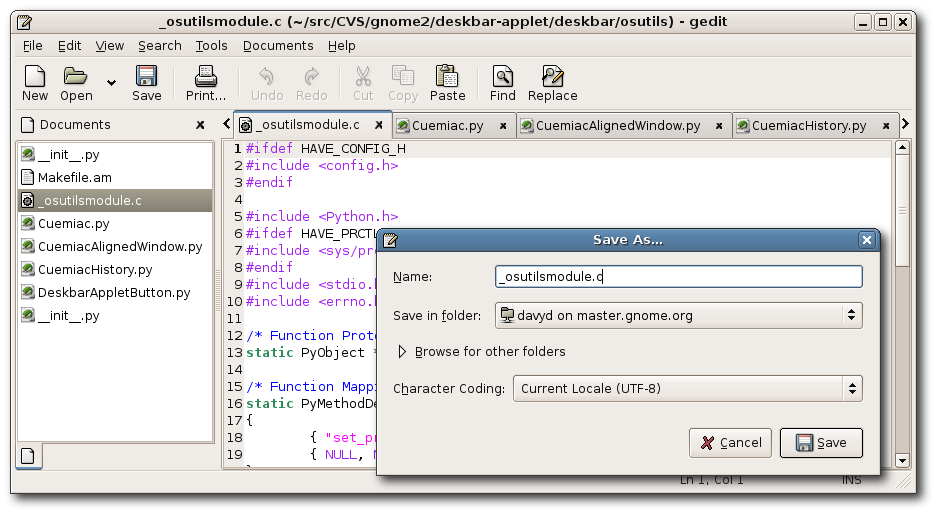 _osutilsmodule.c (~/src/CVS/gnome2/deskbar-applet/deskbar/osutils) - gedit
File Edit View Search Tools Documents Help
New Open Save Print... Undo Redo Cut Copy Paste Find Replace
Documents
__init__.py
Makefile.am
_osutilsmodule.c
Cuemiac.py
CuemiacAlignedWindow.py
CuemiacHistory.py
DeskbarAppletButton.py
__init__.py
_osutilsmodule.c Cuemiac.py CuemiacAlignedWindow.py CuemiacHistory.py
1 #ifdef HAVE_CONFIG_H
2 #include <config.h>
3 #endif
4
5 #include <Python.h>
6 #ifdef HAVE_PRCTL
7 #include <sys/pr
8 #endif
9 #include <stdio.
10 #include <errno.
11
12 /* Function Prot
13 static PyObject *
14
15 /* Function Mapp
16 static PyMethodDe
17 {
18 { "set_p
19 { NULL,
Save As...
Name: _osutilsmodule.c
Save in folder: davyd on master.gnome.org
Browse for other folders
Character Coding: Current Locale (UTF-8)
Cancel Save
Ln 1, Col 1 INS